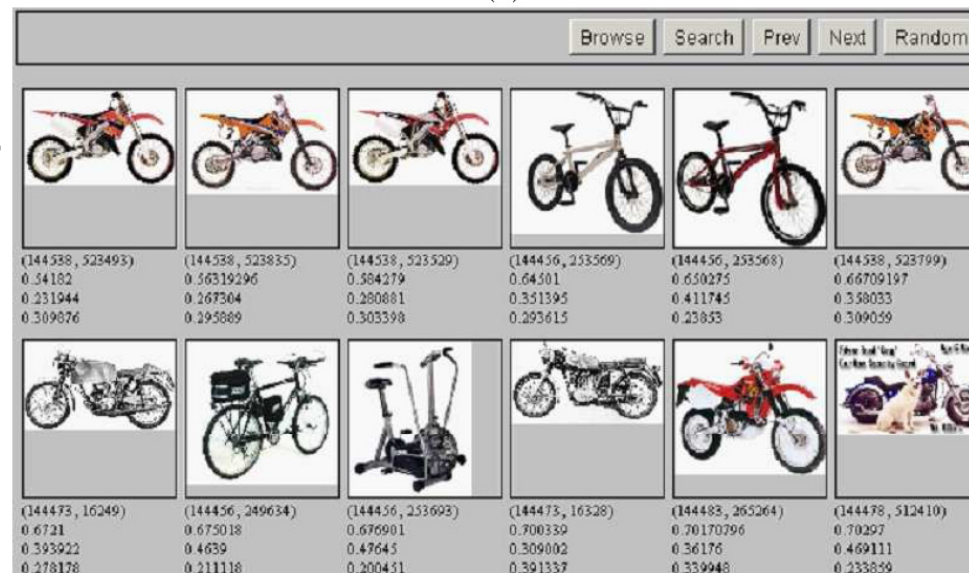 Browse Search Prev Next Random
(144538, 523493) (144538, 523835) (144538, 523529) (144456, 253569) (144456, 253568) (144538, 523799)
0.54182 0.56319296 0.584279 0.64501 0.650275 0.66709197
0.231944 0.267304 0.280881 0.351395 0.411745 0.358033
0.309876 0.295889 0.303398 0.293615 0.23853 0.309059
(144473, 16249) (144456, 249634) (144456, 253693) (144473, 16328) (144483, 265264) (144478, 512410)
0.6721 0.675018 0.676901 0.700339 0.70170796 0.70297
0.393922 0.4639 0.47645 0.309002 0.36176 0.469111
0.278178 0.211118 0.200451 0.391337 0.339948 0.233859